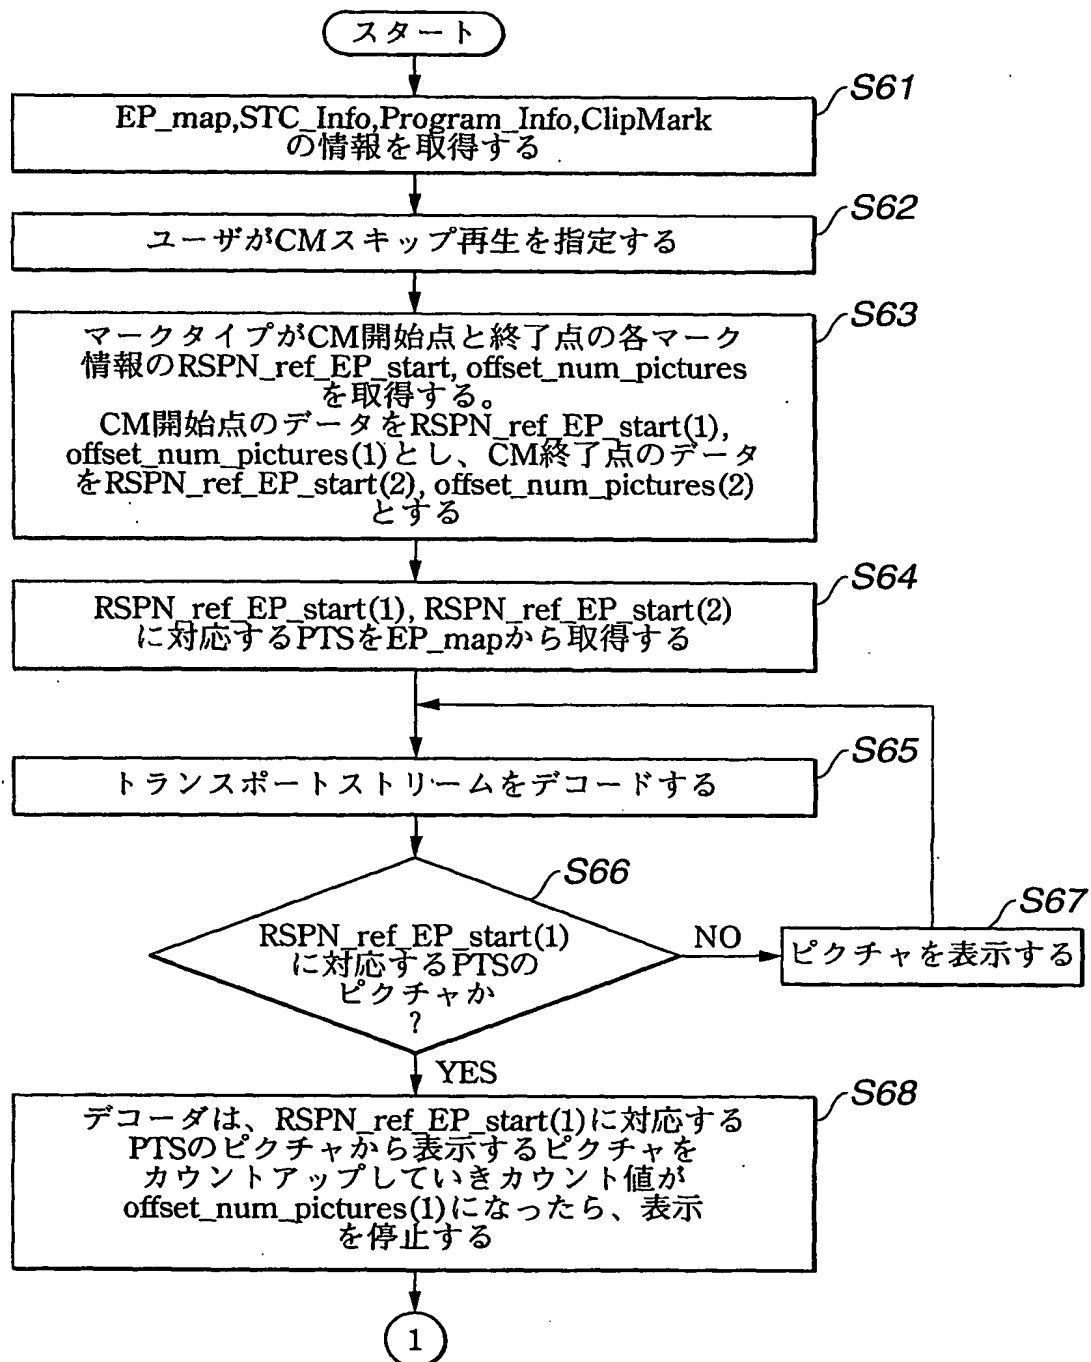 スタート
S61
EP_map,STC_Info,Program_Info,ClipMark
の情報を取得する
S62
ユーザがCMスキップ再生を指定する
S63
マークタイプがCM開始点と終了点の各マーク
情報のRSPN_ref_EP_start, offset_num_pictures
を取得する。
CM開始点のデータをRSPN_ref_EP_start(1),
offset_num_pictures(1)とし、CM終了点のデータ
をRSPN_ref_EP_start(2), offset_num_pictures(2)
とする
S64
RSPN_ref_EP_start(1), RSPN_ref_EP_start(2)
に対応するPTSをEP_mapから取得する
S65
トランスポートストリームをデコードする
S66
RSPN_ref_EP_start(1)
に対応するPTSの
ピクチャか
?
NO
S67
ピクチャを表示する
YES
S68
デコーダは、RSPN_ref_EP_start(1)に対応する
PTSのピクチャから表示するピクチャを
カウントアップしていきカウント値が
offset_num_pictures(1)になったら、表示
を停止する
1